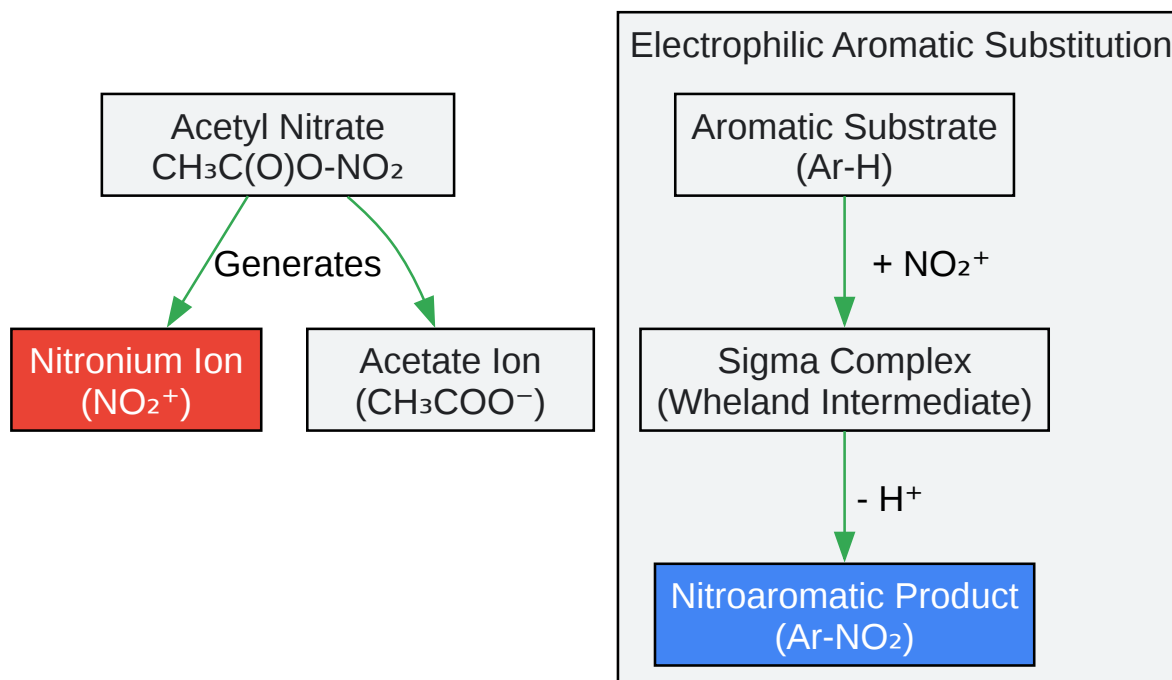 Electrophilic Aromatic Substitution
Acetyl Nitrate
CH₃C(O)O-NO₂
Generates
Nitronium Ion
(NO₂⁺)
Acetate Ion
(CH₃COO⁻)
Aromatic Substrate
(Ar-H)
+ NO₂⁺
Sigma Complex
(Wheland Intermediate)
- H⁺
Nitroaromatic Product
(Ar-NO₂)